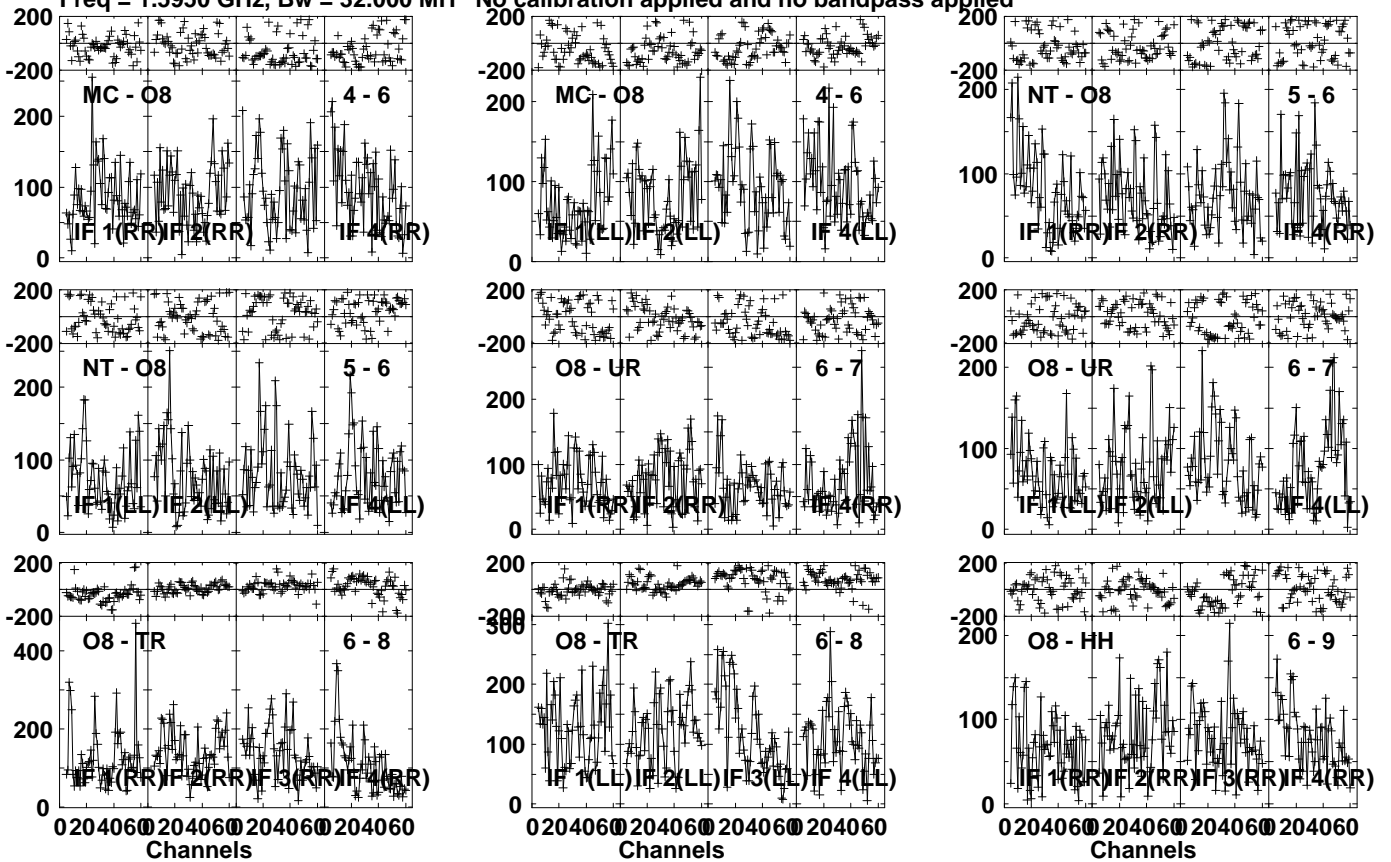 Freq = 1.5950 GHz, Bw = 32.000 MH No calibration applied and no bandpass applied
-200 -200 -200
MC - O8 4 - 6 MC - O8 4 - 6 NT - O8 5 - 6
200 200 200
100 100 100
IF 1(RR) IF 2(RR) IF 4(RR) IF 1(LL) IF 2(LL) IF 4(LL) IF 1(RR) IF 2(RR) IF 4(RR)
0 0 0
200 200 200
-200 -200 -200
NT - O8 5 - 6 O8 - UR 6 - 7 O8 - UR 6 - 7
200 200 200
100 100 100
IF 1(LL) IF 2(LL) IF 4(LL) IF 1(RR) IF 2(RR) IF 4(RR) IF 1(LL) IF 2(LL) IF 4(LL)
0 0 0
200 200 200
-200 -200 -200
300
O8 - TR 6 - 8 O8 - TR 6 - 8 O8 - HH 6 - 9
400 200 200
200 100 100
IF 1(RR) IF 2(RR) IF 3(RR) IF 4(RR) IF 1(LL) IF 2(LL) IF 3(LL) IF 4(LL) IF 1(RR) IF 2(RR) IF 3(RR) IF 4(RR)
0 0 0
0 20 40 60 0 20 40 60 0 20 40 60 0 20 40 60 0 20 40 60 0 20 40 60 0 20 40 60 0 20 40 60 0 20 40 60 0 20 40 60 0 20 40 60 0 20 40 60
Channels Channels Channels